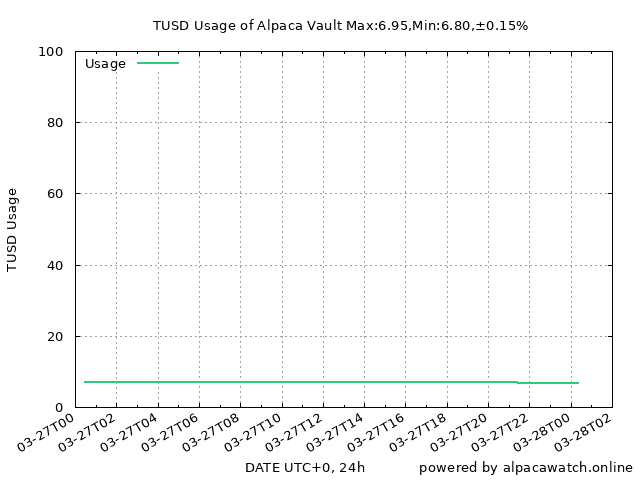 TUSD Usage of Alpaca Vault Max:6.95,Min:6.80,±0.15%
100
Usage
80
60
TUSD Usage
40
20
0
03-27T00
03-27T02
03-27T04
03-27T06
03-27T08
03-27T10
03-27T12
03-27T14
03-27T16
03-27T18
03-27T20
03-27T22
03-28T00
03-28T02
DATE UTC+0, 24h
powered by alpacawatch.online